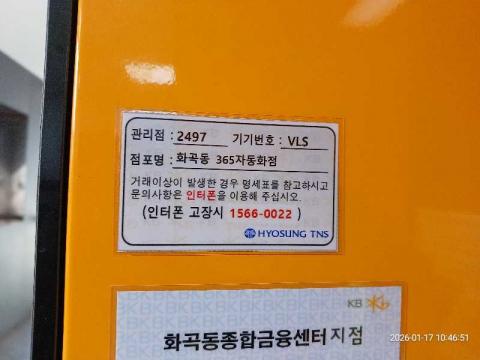 관리점 : 2497 기기번호 : VLS
점포명 : 화곡동 365자동화점
거래이상이 발생한 경우 명세표를 참고하시고
문의사항은 인터폰을 이용해 주십시오.
(인터폰 고장시 1566-0022 )
HYOSUNG TNS
KB
화곡동종합금융센터 지점
2026-01-17 10:46:51